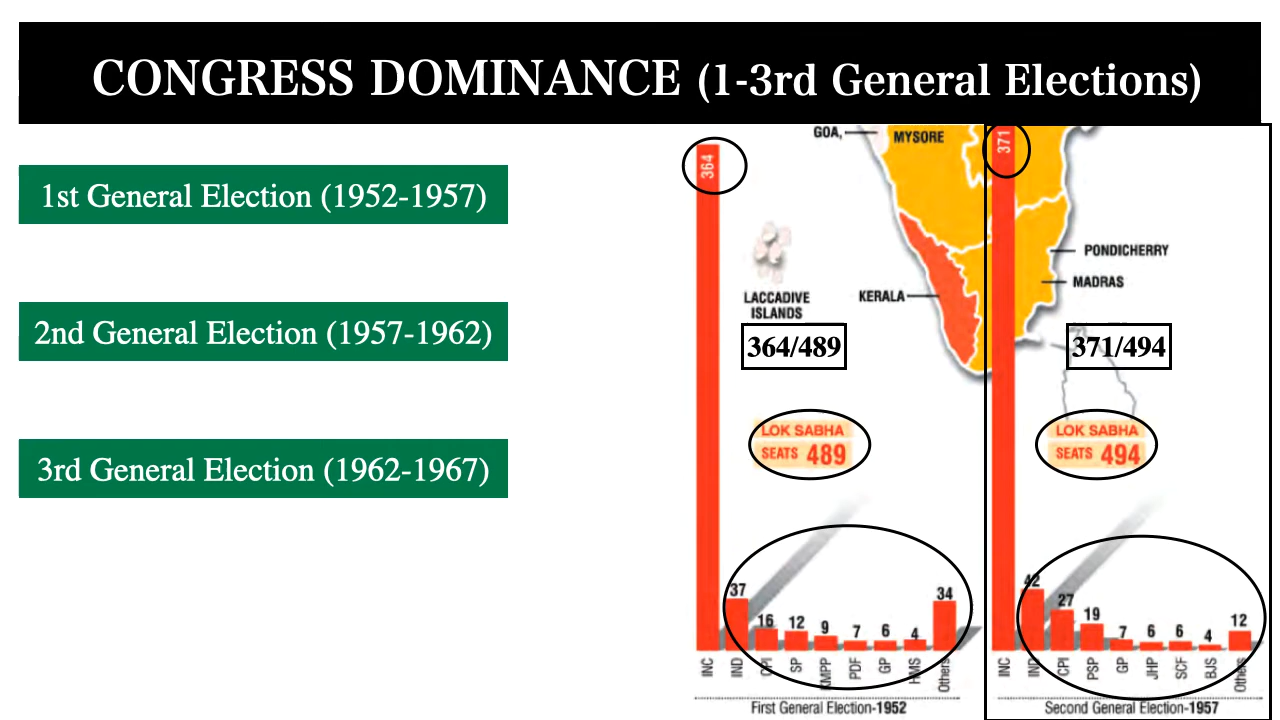 CONGRESS DOMINANCE (1-3rd General Elections)
1st General Election (1952-1957)
2nd General Election (1957-1962)
3rd General Election (1962-1967)
GOA,
MYSORE
364
371
PONDICHERRY
MADRAS
LACCADIVE
ISLANDS
KERALA
364/489
371/494
LOK SABHA
SEATS 489
LOK SABHA
SEATS 494
37
16
12
9
7
6
4
34
INC
IND
CPI
SP
KMPP
PDF
GP
HMS
Others
First General Election-1952
42
27
19
7
6
6
4
12
INC
IND
CPI
PSP
GP
JHP
SCF
BJS
Others
Second General Election-1957